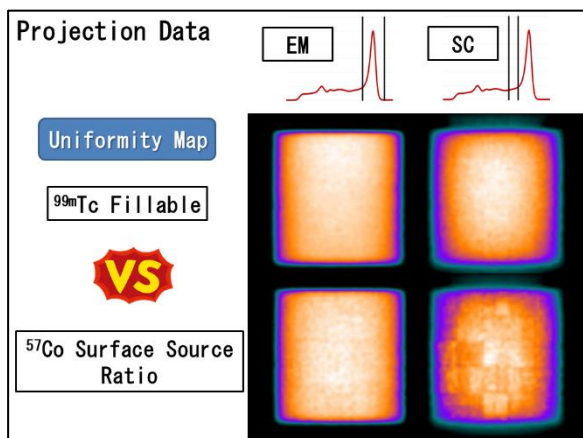 Projection Data
EM
SC
Uniformity Map
⁹⁹ᵐTc Fillable
VS
⁵⁷Co Surface Source
Ratio